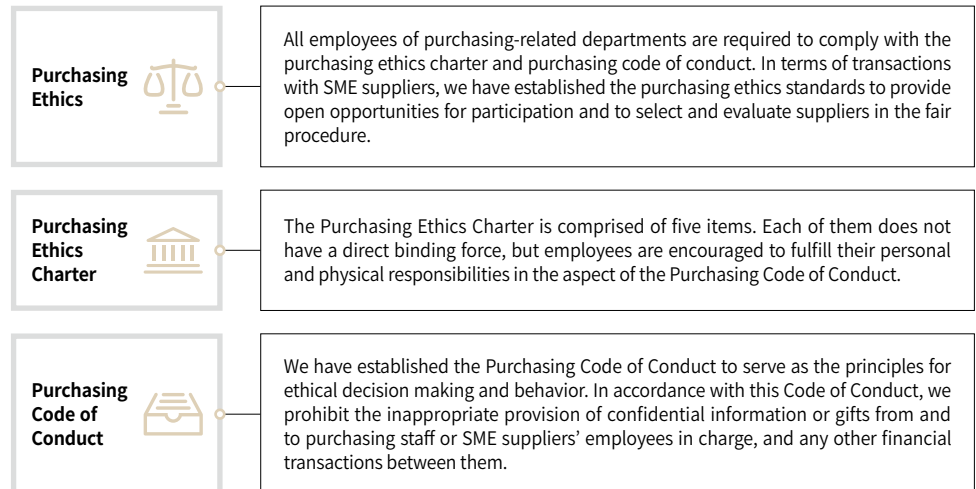 Purchasing
Ethics
All employees of purchasing-related departments are required to comply with the
purchasing ethics charter and purchasing code of conduct. In terms of transactions
with SME suppliers, we have established the purchasing ethics standards to provide
open opportunities for participation and to select and evaluate suppliers in the fair
procedure.
Purchasing
Ethics
Charter
The Purchasing Ethics Charter is comprised of five items. Each of them does not
have a direct binding force, but employees are encouraged to fulfill their personal
and physical responsibilities in the aspect of the Purchasing Code of Conduct.
Purchasing
Code of
Conduct
We have established the Purchasing Code of Conduct to serve as the principles for
ethical decision making and behavior. In accordance with this Code of Conduct, we
prohibit the inappropriate provision of confidential information or gifts from and
to purchasing staff or SME suppliers’ employees in charge, and any other financial
transactions between them.